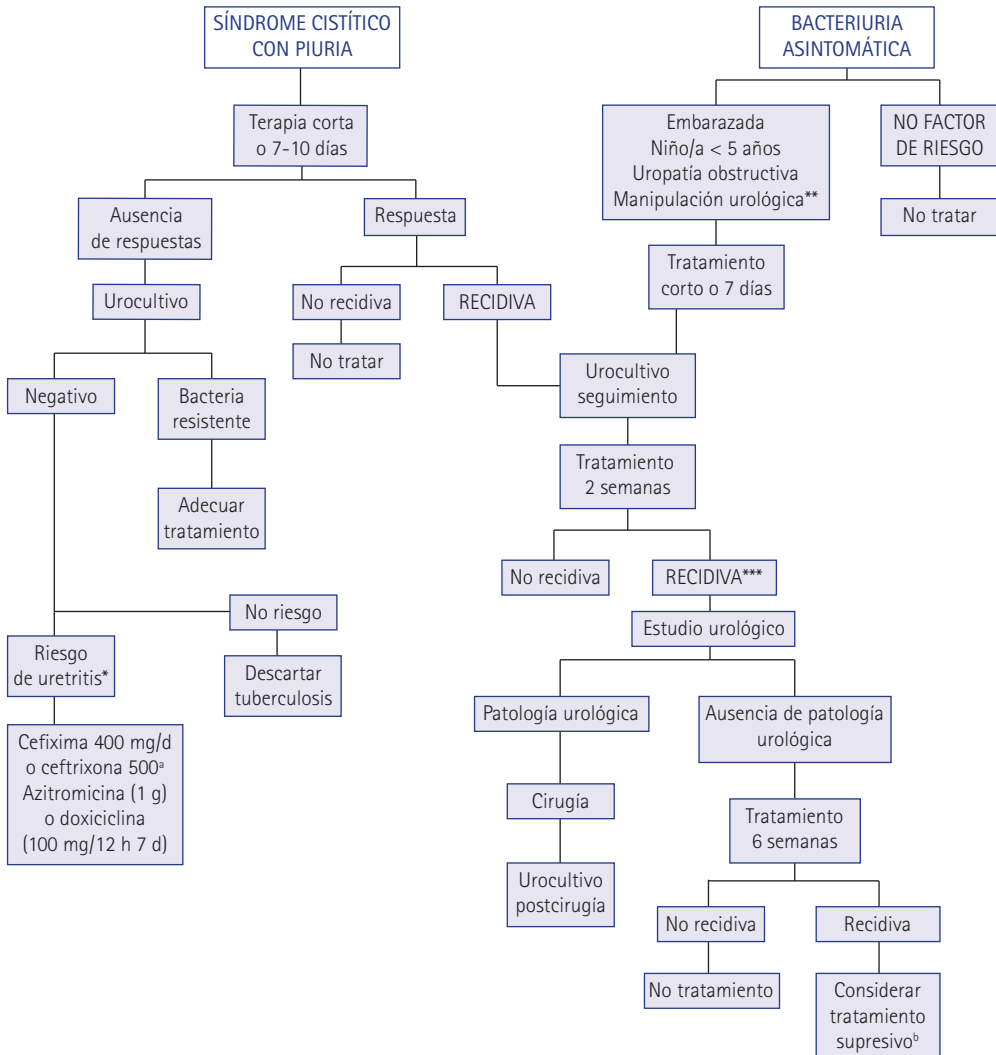 SÍNDROME CISTÍTICO
CON PIURIA
BACTERIURIA
ASINTOMÁTICA
Terapia corta
o 7-10 días
Embarazada
Niño/a < 5 años
Uropatía obstructiva
Manipulación urológica**
NO FACTOR
DE RIESGO
Ausencia
de respuestas
Respuesta
No tratar
Tratamiento
corto o 7 días
Urocultivo
No recidiva
RECIDIVA
No tratar
Urocultivo
seguimiento
Negativo
Bacteria
resistente
Tratamiento
2 semanas
Adecuar
tratamiento
No recidiva
RECIDIVA***
No riesgo
Estudio urológico
Riesgo
de uretritis*
Descartar
tuberculosis
Patología urológica
Ausencia de patología
urológica
Cefixima 400 mg/d
o ceftrixona 500ª
Azitromicina (1 g)
o doxiciclina
(100 mg/12 h 7 d)
Cirugía
Tratamiento
6 semanas
Urocultivo
postcirugía
No recidiva
Recidiva
No tratamiento
Considerar
tratamiento
supresivoᵇ